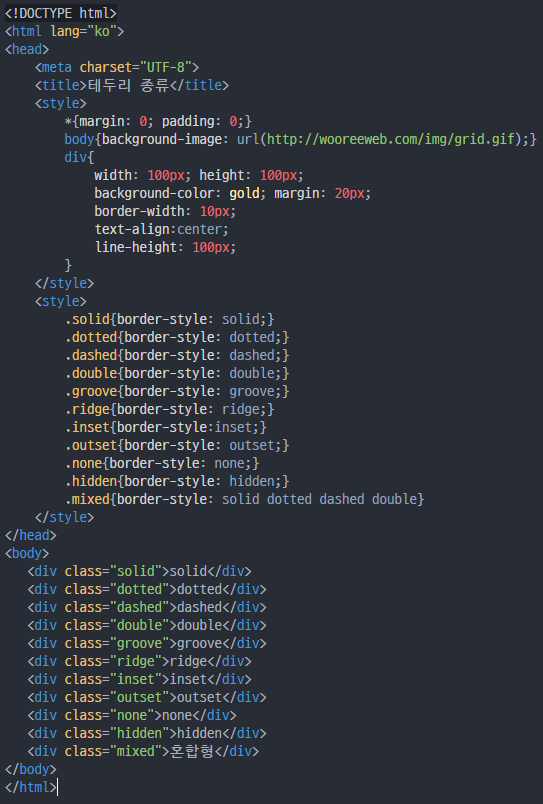 <!DOCTYPE html>
<html lang="ko">
<head>
    <meta charset="UTF-8">
    <title>테두리 종류</title>
    <style>
        *{margin: 0; padding: 0;}
        body{background-image: url(http://wooreeweb.com/img/grid.gif);}
        div{
            width: 100px; height: 100px;
            background-color: gold; margin: 20px;
            border-width: 10px;
            text-align:center;
            line-height: 100px;
        }
    </style>
    <style>
        .solid{border-style: solid;}
        .dotted{border-style: dotted;}
        .dashed{border-style: dashed;}
        .double{border-style: double;}
        .groove{border-style: groove;}
        .ridge{border-style: ridge;}
        .inset{border-style:inset;}
        .outset{border-style: outset;}
        .none{border-style: none;}
        .hidden{border-style: hidden;}
        .mixed{border-style: solid dotted dashed double}
    </style>
</head>
<body>
   <div class="solid">solid</div>
   <div class="dotted">dotted</div>
   <div class="dashed">dashed</div>
   <div class="double">double</div>
   <div class="groove">groove</div>
   <div class="ridge">ridge</div>
   <div class="inset">inset</div>
   <div class="outset">outset</div>
   <div class="none">none</div>
   <div class="hidden">hidden</div>
   <div class="mixed">혼합형</div>
</body>
</html>